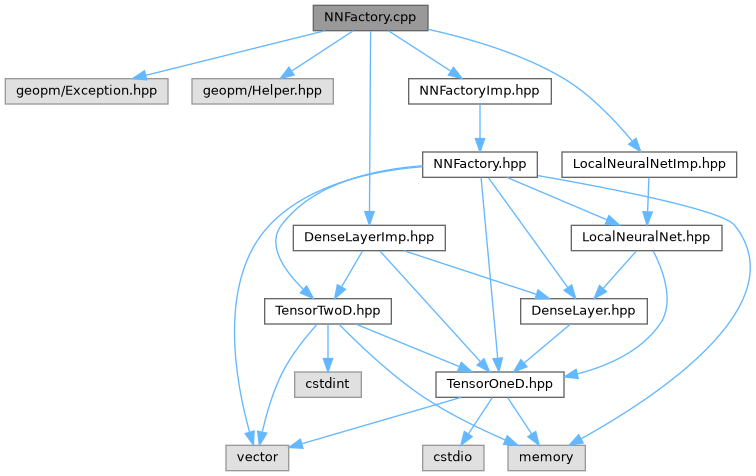 NNFactory.cpp
geopm/Exception.hpp
geopm/Helper.hpp
NNFactoryImp.hpp
NNFactory.hpp
LocalNeuralNetImp.hpp
DenseLayerImp.hpp
LocalNeuralNet.hpp
TensorTwoD.hpp
DenseLayer.hpp
cstdint
TensorOneD.hpp
vector
cstdio
memory